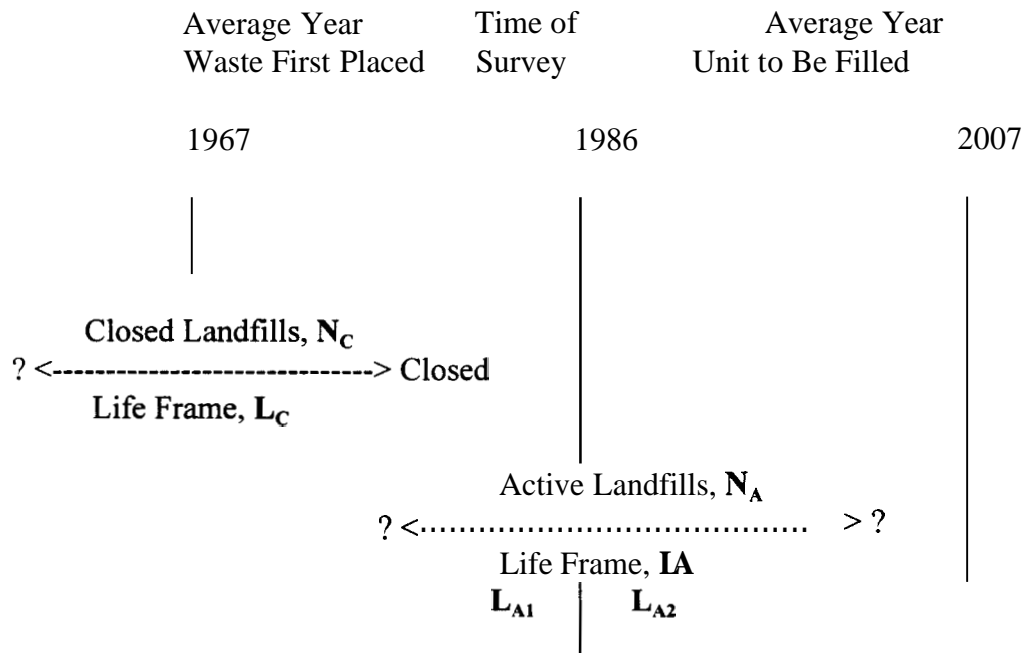 Average Year Time of Average Year
Waste First Placed Survey Unit to Be Filled
1967 1986 2007
Closed Landfills, N_C
? <------------------------------> Closed
Life Frame, L_C
Active Landfills, N_A
? <........................................ > ?
Life Frame, IA
L_A1 L_A2